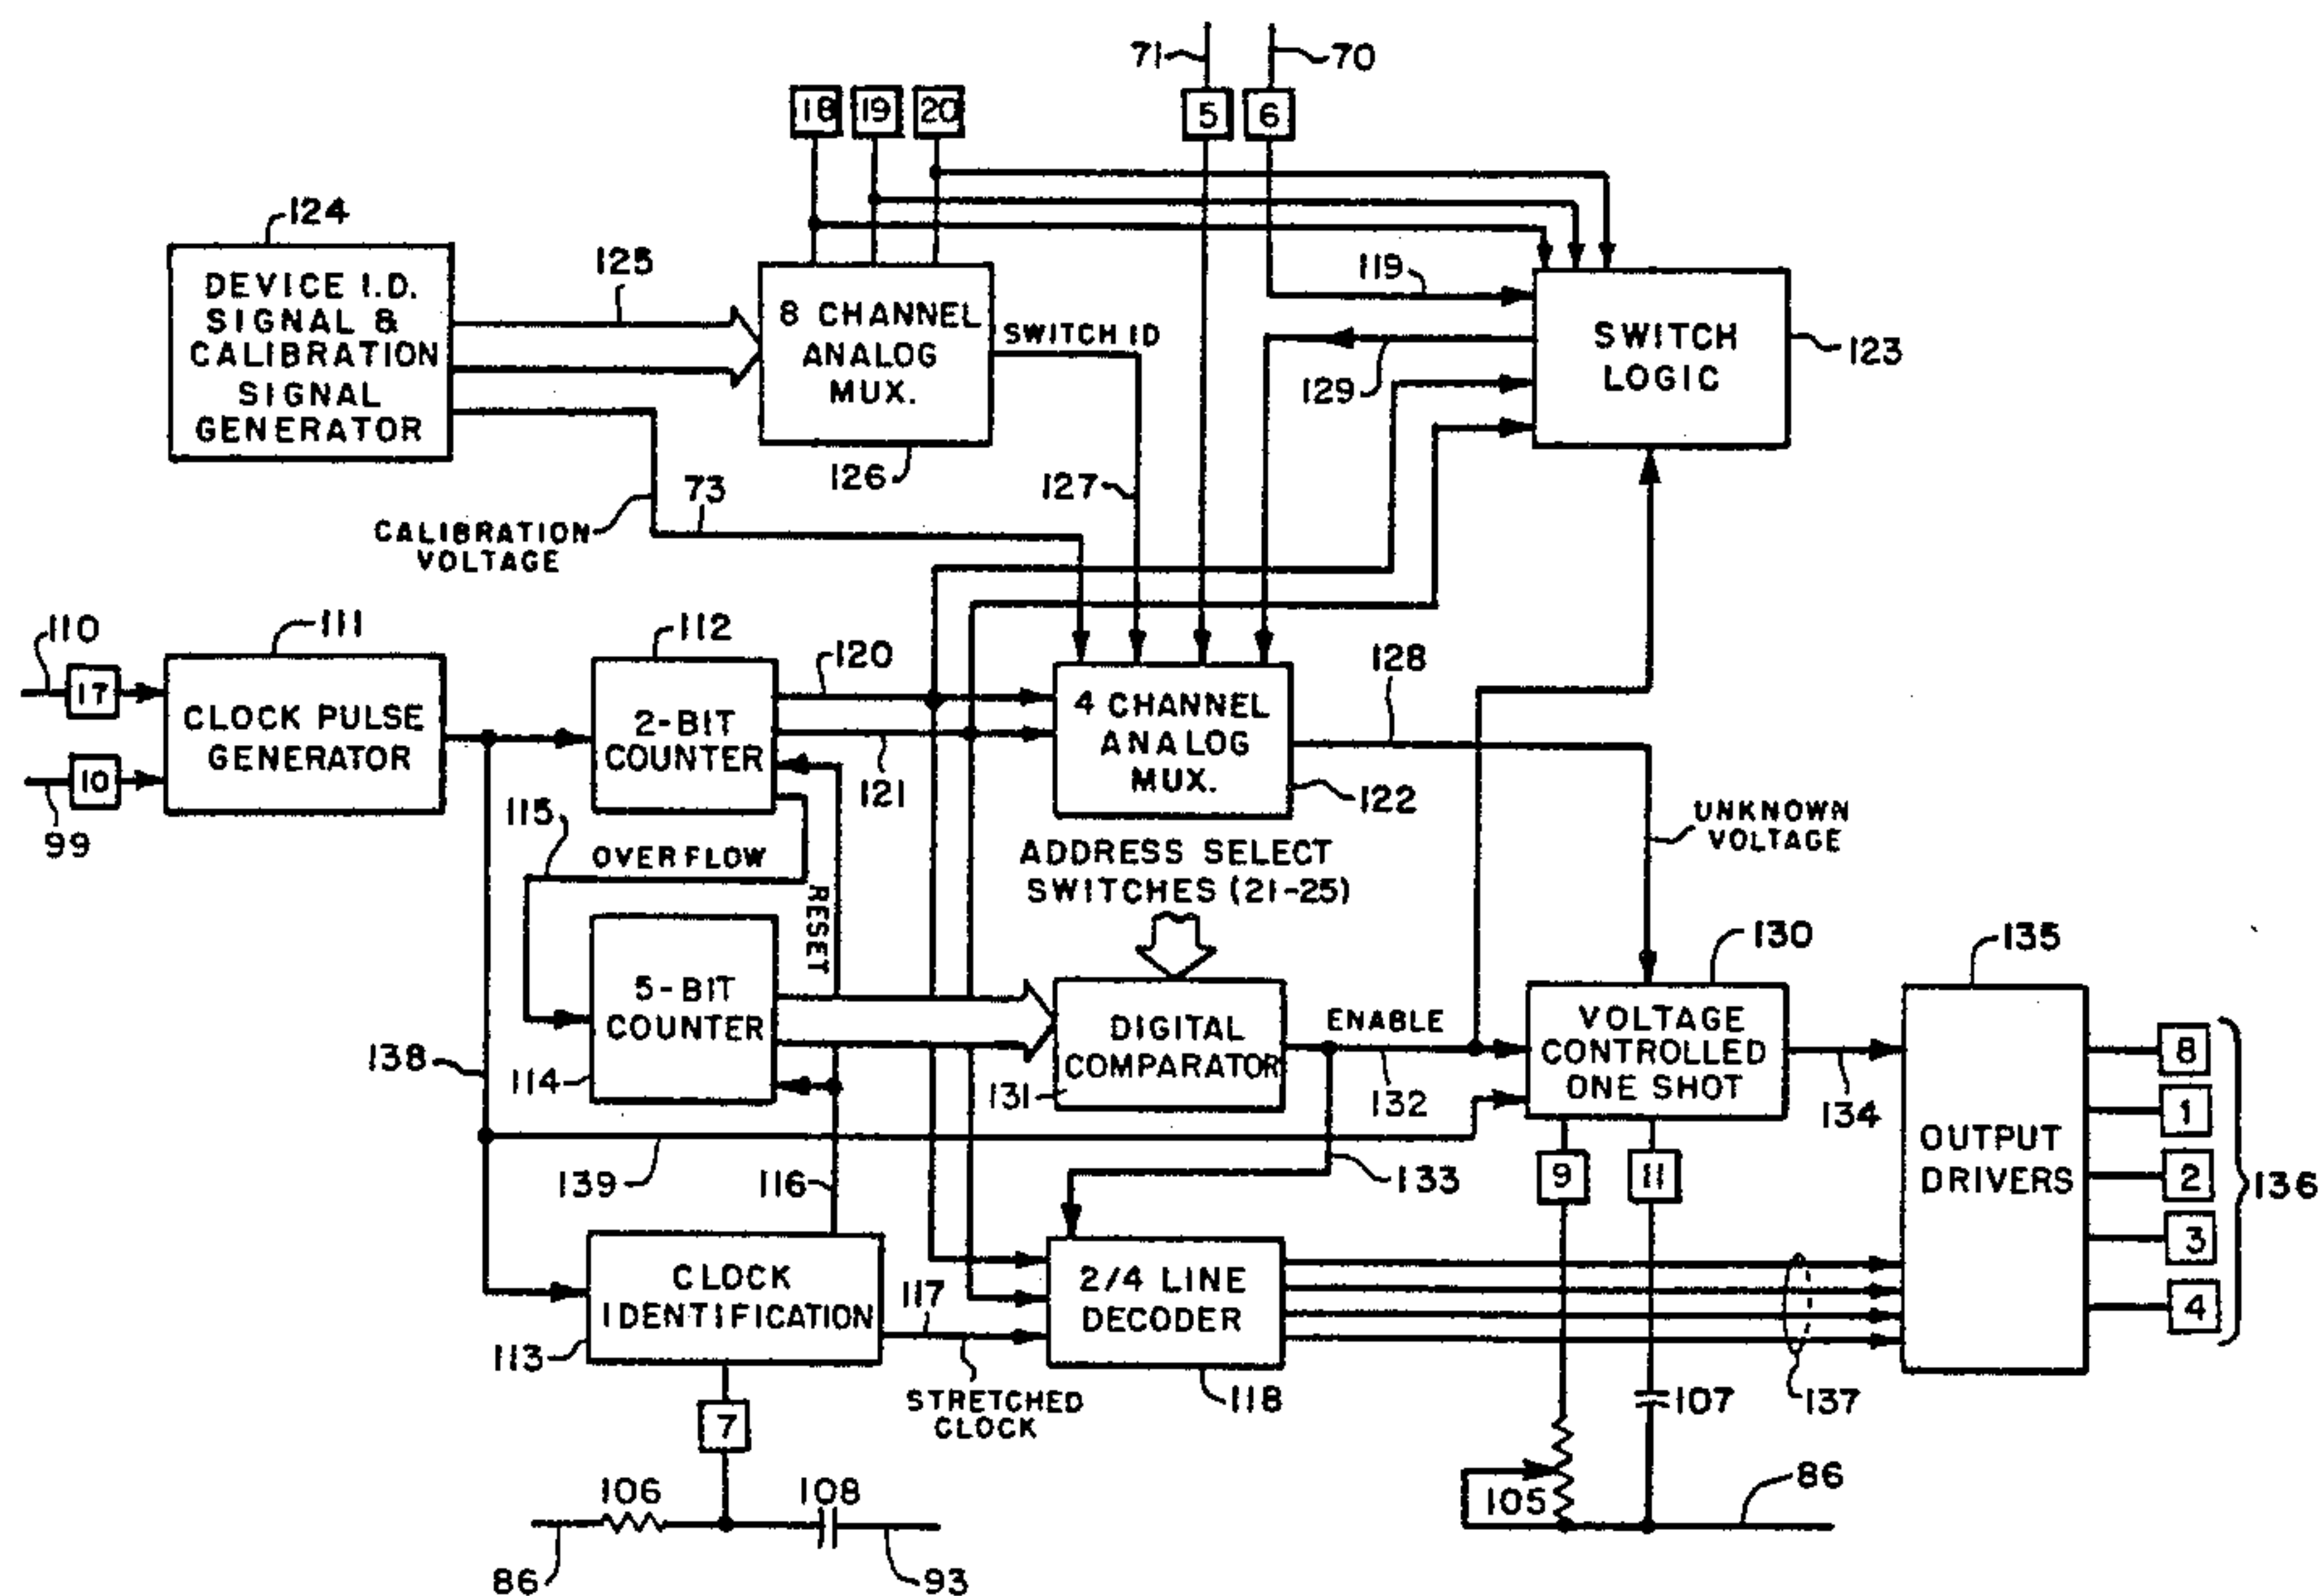 71
70
18
19
20
5
6
124
DEVICE I.D.
SIGNAL &
CALIBRATION
SIGNAL
GENERATOR
125
8 CHANNEL
ANALOG
MUX.
126
SWITCH ID
127
119
129
SWITCH
LOGIC
123
73
CALIBRATION
VOLTAGE
110
17
10
99
111
CLOCK PULSE
GENERATOR
112
2-BIT
COUNTER
120
121
4 CHANNEL
ANALOG
MUX.
122
128
UNKNOWN
VOLTAGE
115
OVERFLOW
RESET
ADDRESS SELECT
SWITCHES (21-25)
5-BIT
COUNTER
114
138
DIGITAL
COMPARATOR
131
ENABLE
132
133
130
VOLTAGE
CONTROLLED
ONE SHOT
134
135
OUTPUT
DRIVERS
8
1
2
3
4
136
139
116
9
11
CLOCK
IDENTIFICATION
113
117
STRETCHED
CLOCK
2/4 LINE
DECODER
118
137
107
7
106
108
86
93
105
86